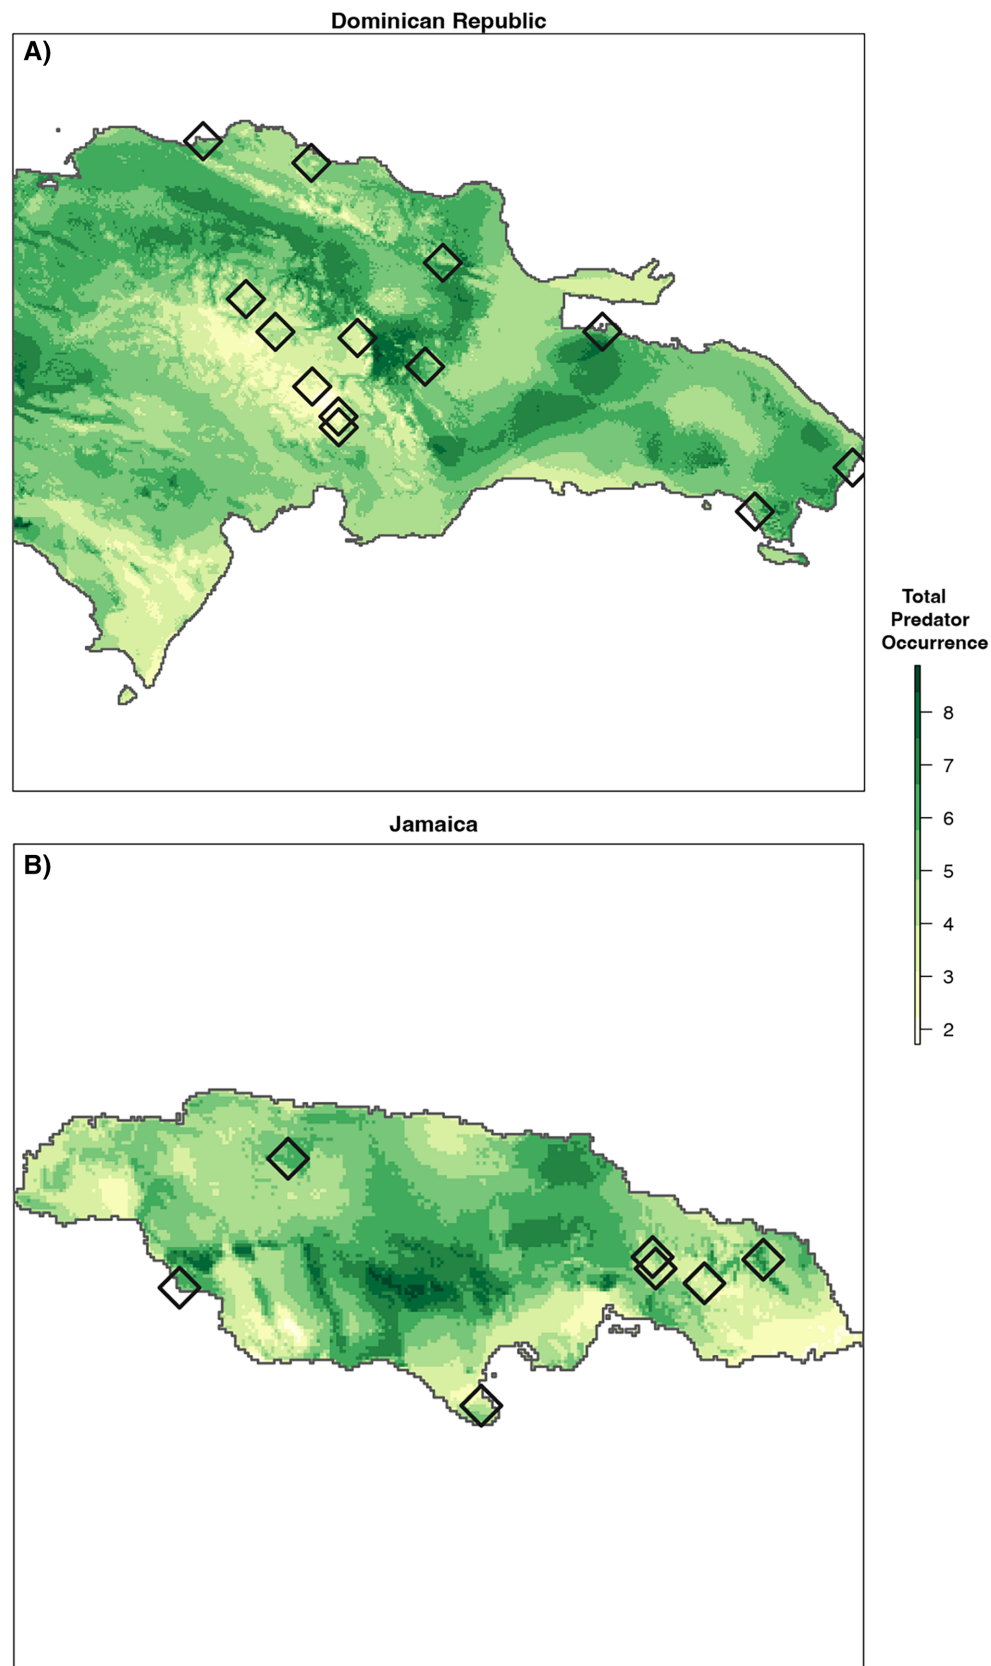 Dominican Republic
A)
Total
Predator
Occurrence
8
7
6
5
4
3
2
Jamaica
B)